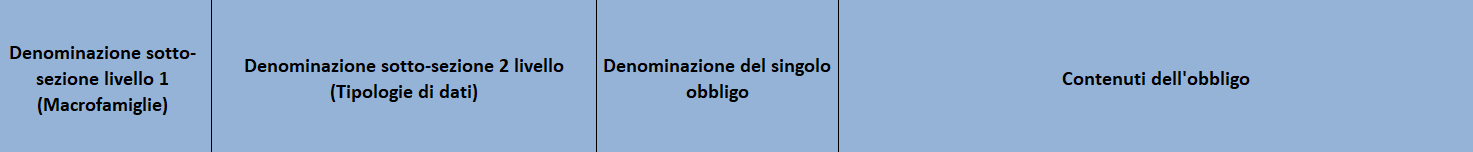 Denominazione sotto-
sezione livello 1
(Macrofamiglie)
Denominazione sotto-sezione 2 livello
(Tipologie di dati)
Denominazione del singolo
obbligo
Contenuti dell'obbligo